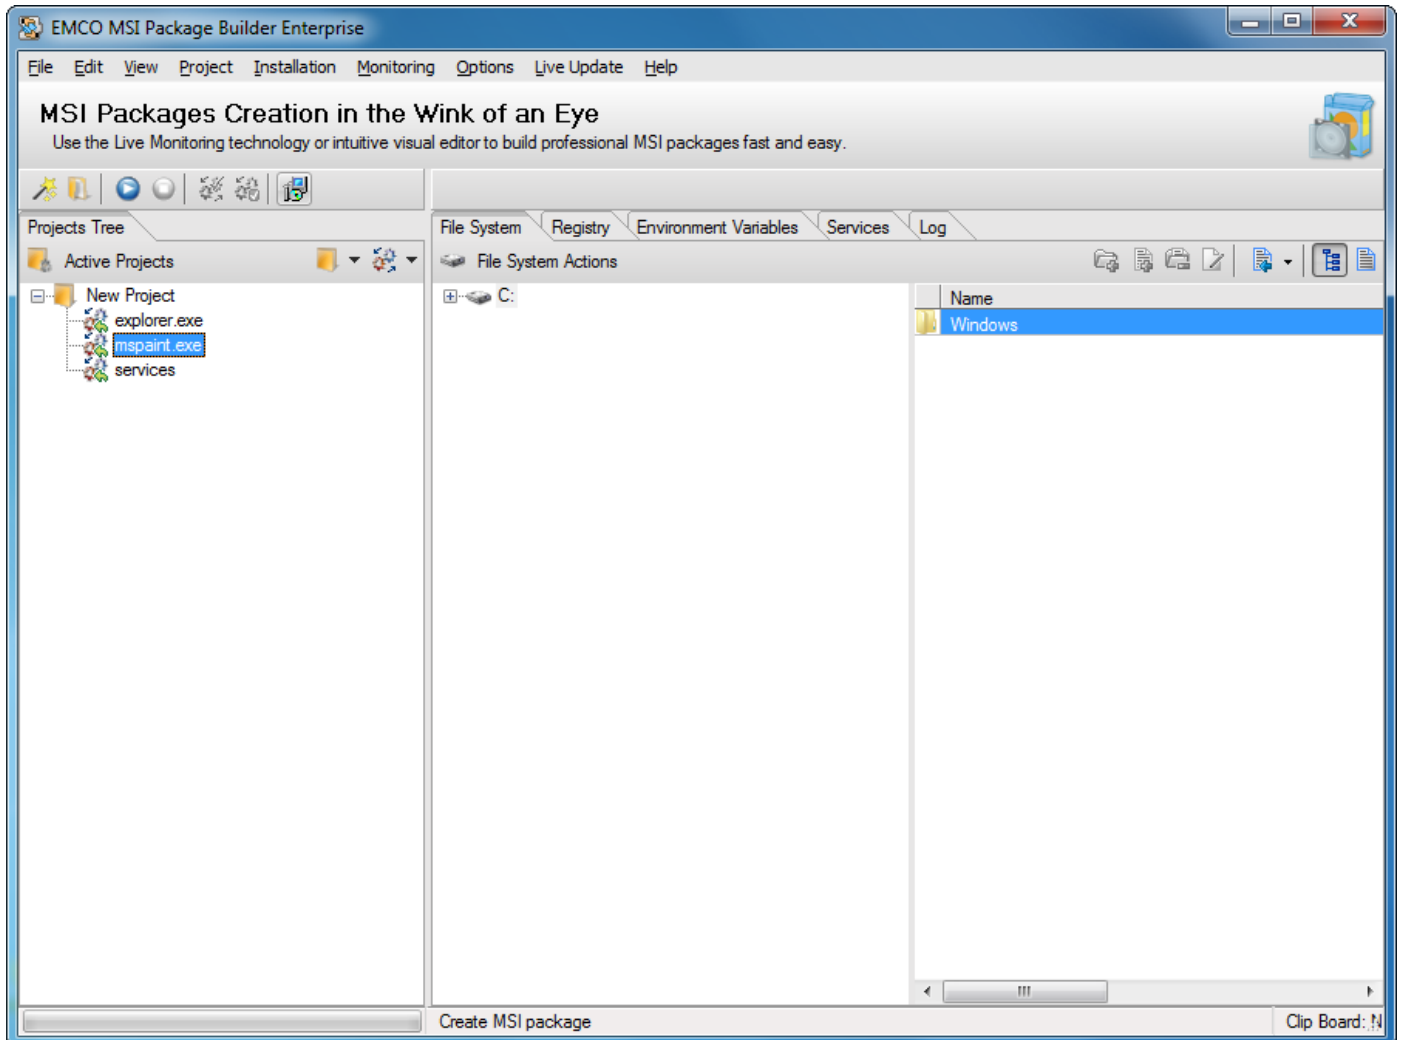 EMCO MSI Package Builder Enterprise
File Edit View Project Installation Monitoring Options Live Update Help
MSI Packages Creation in the Wink of an Eye
Use the Live Monitoring technology or intuitive visual editor to build professional MSI packages fast and easy.
Projects Tree
File System Registry Environment Variables Services Log
Active Projects
File System Actions
New Project
explorer.exe
mspaint.exe
services
C:
Name
Windows
Create MSI package
Clip Board: N